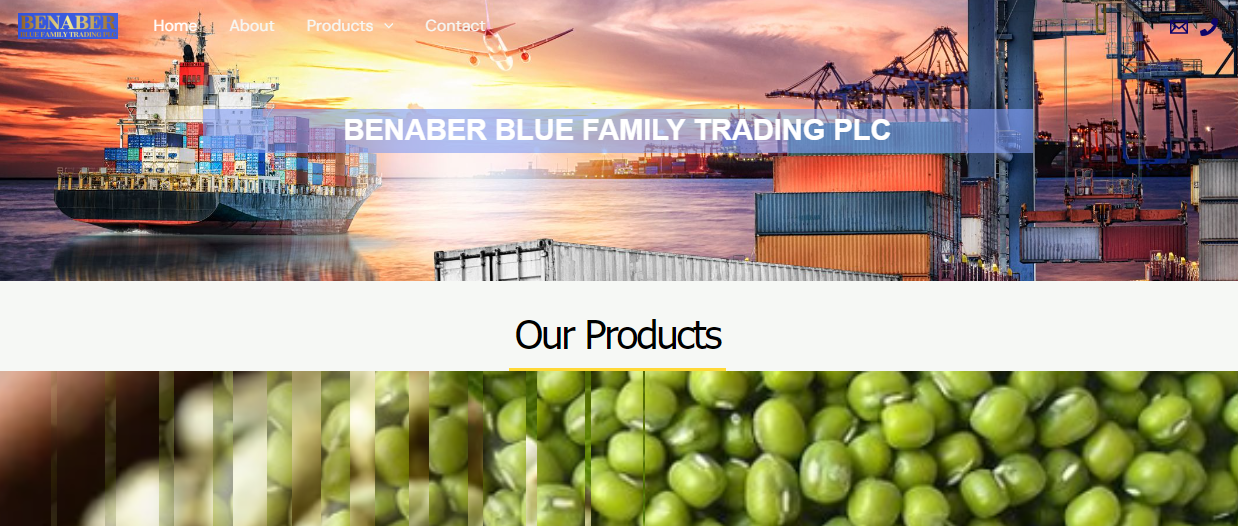 BENABER
BLUE FAMILY TRADING PLC
Home
About
Products
Contact
BENABER BLUE FAMILY TRADING PLC
Our Products